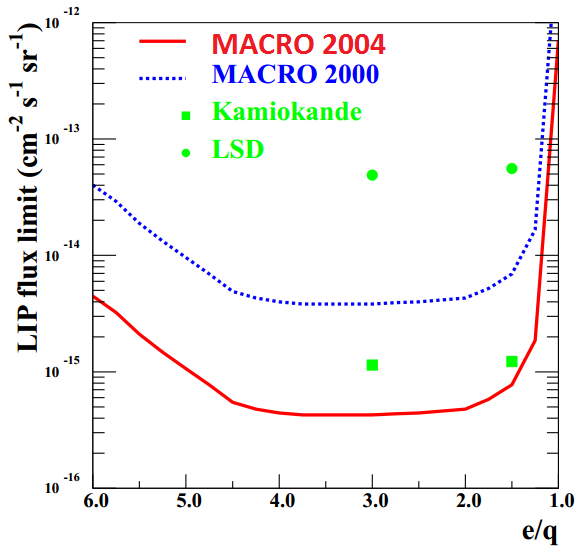 MACRO 2004
MACRO 2000
Kamiokande
LSD
LIP flux limit (cm⁻² s⁻¹ sr⁻¹)
10⁻¹²
10⁻¹³
10⁻¹⁴
10⁻¹⁵
10⁻¹⁶
6.0 5.0 4.0 3.0 2.0 1.0
e/q